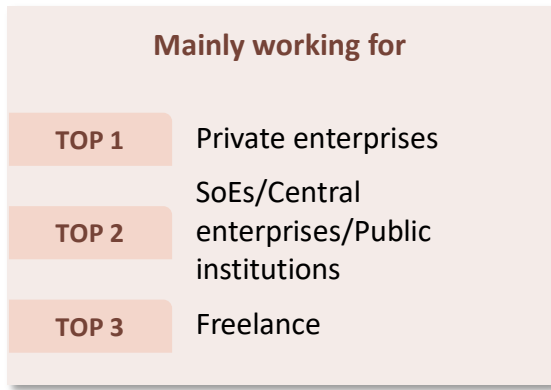 Mainly working for
TOP 1
Private enterprises
TOP 2
SoEs/Central
enterprises/Public
institutions
TOP 3
Freelance